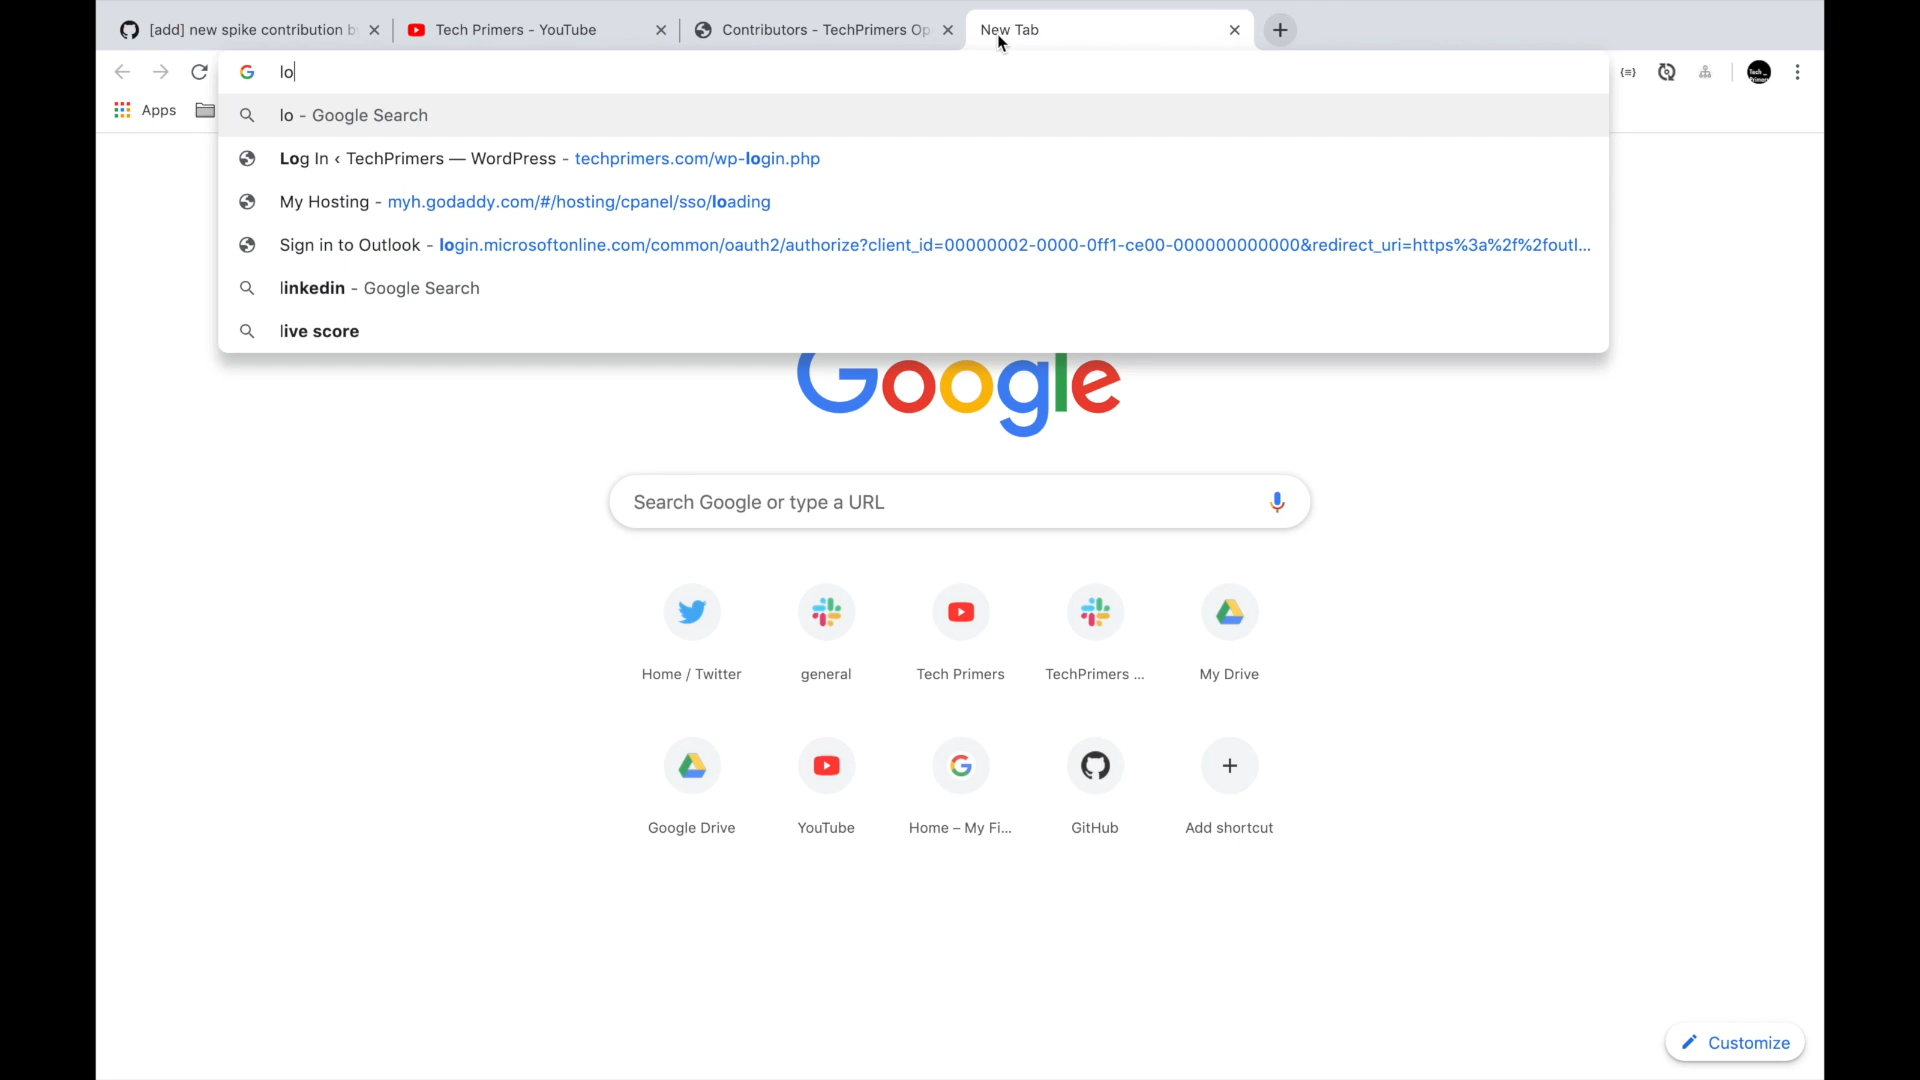 [add] new spike contribution b
Tech Primers - YouTube
Contributors - TechPrimers Op
New Tab
lo
Apps
lo - Google Search
Log In ‹ TechPrimers — WordPress - techprimers.com/wp-login.php
My Hosting - myh.godaddy.com/#/hosting/cpanel/sso/loading
Sign in to Outlook - login.microsoftonline.com/common/oauth2/authorize?client_id=00000002-0000-0ff1-ce00-000000000000&redirect_uri=https%3a%2f%2foutl...
linkedin - Google Search
live score
Google
Search Google or type a URL
Home / Twitter
general
Tech Primers
TechPrimers ...
My Drive
Google Drive
YouTube
Home – My Fi...
GitHub
Add shortcut
Customize